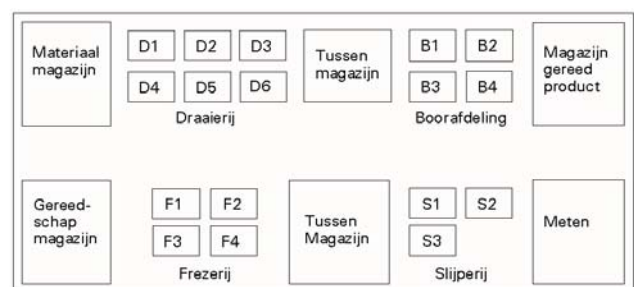 Materiaal
magazijn
D1 D2 D3
D4 D5 D6
Draaierij
Tussen
magazijn
B1 B2
B3 B4
Boorafdeling
Magazijn
gereed
product
Gereed-
schap
magazijn
F1 F2
F3 F4
Frezerij
Tussen
Magazijn
S1 S2
S3
Slijperij
Meten